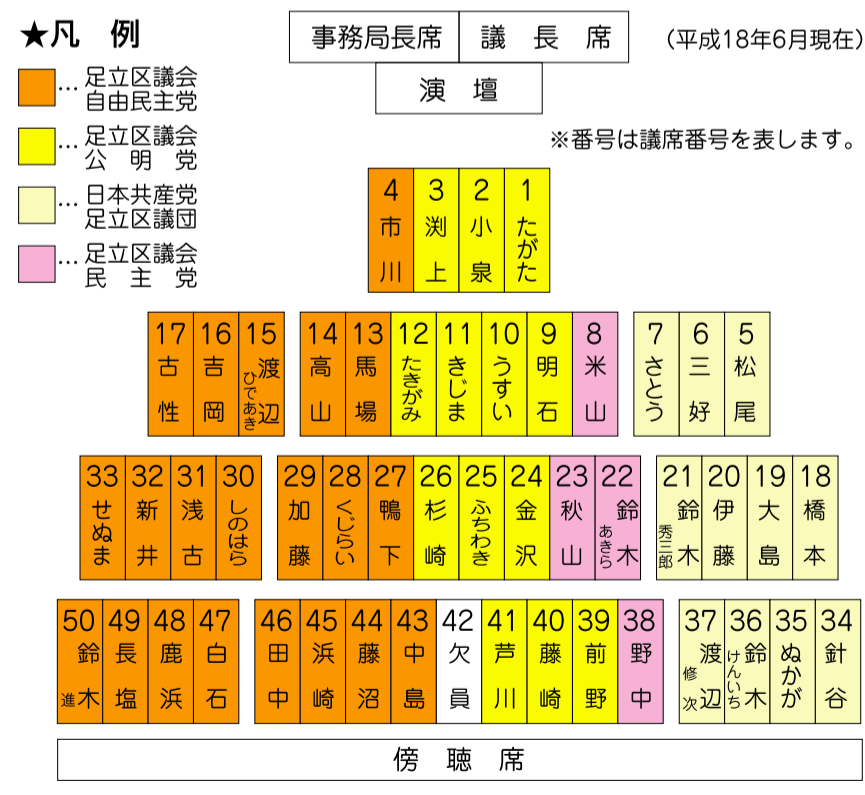 ★凡　例
… 足立区議会
自由民主党
… 足立区議会
公　明　党
… 日本共産党
足立区議団
… 足立区議会
民　主　党
事務局長席
議　長　席
（平成18年6月現在）
演　壇
※番号は議席番号を表します。
4 市川
3 渕上
2 小泉
1 たがた
17 古性
16 吉岡
15 渡辺 ひであき
14 高山
13 馬場
12 たきがみ
11 きじま
10 うすい
9 明石
8 米山
7 さとう
6 三好
5 松尾
33 せぬま
32 新井
31 浅古
30 しのはら
29 加藤
28 くじらい
27 鴨下
26 杉崎
25 ふちわき
24 金沢
23 秋山
22 鈴木 あきら
21 鈴木 秀三郎
20 伊藤
19 大島
18 橋本
50 鈴木 進
49 長塩
48 鹿浜
47 白石
46 田中
45 浜崎
44 藤沼
43 中島
42 欠員
41 芦川
40 藤崎
39 前野
38 野中
37 渡辺 修次
36 鈴木 けんいち
35 ぬかが
34 針谷
傍　聴　席